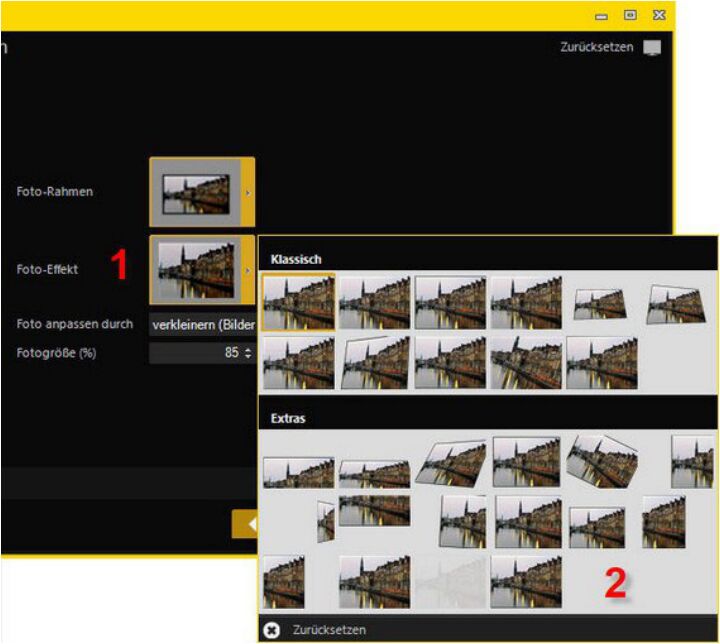 Zurücksetzen
Foto-Rahmen
Foto-Effekt 1
Klassisch
Foto anpassen durch verkleinern (Bilder
Fotogröße (%) 85
Extras
2
Zurücksetzen